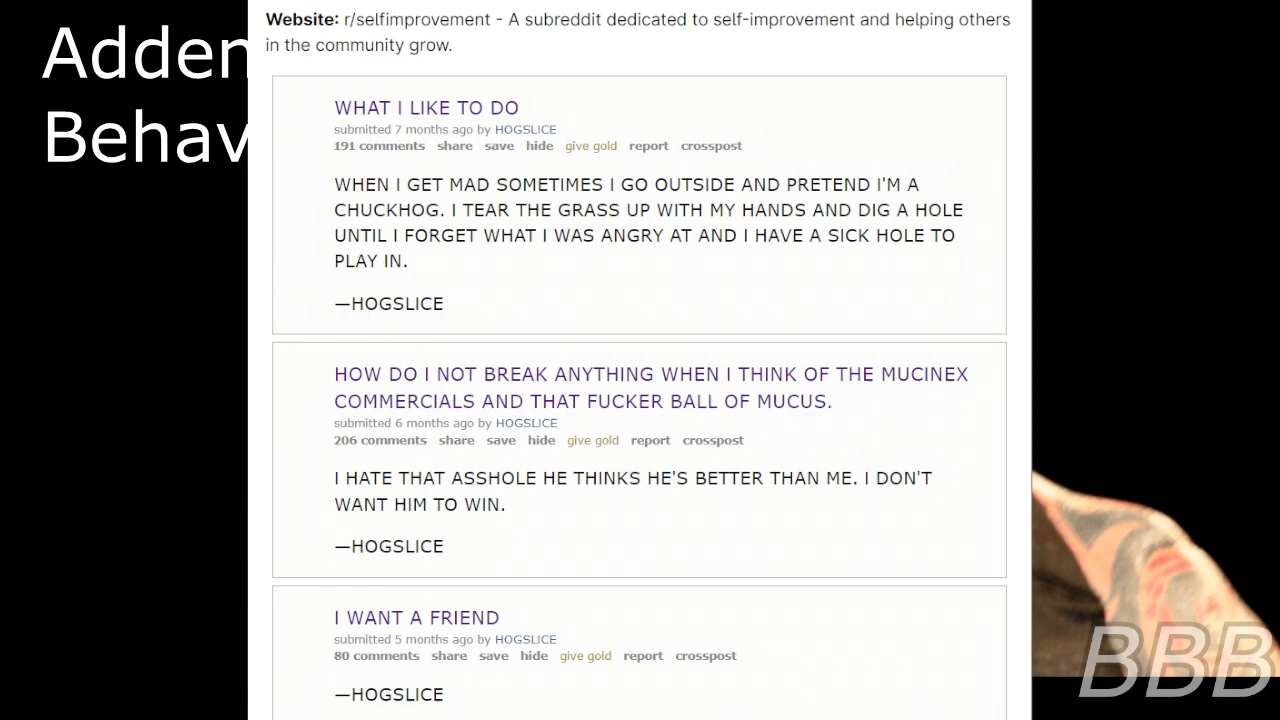 Adden
Behav
Website: r/selfimprovement - A subreddit dedicated to self-improvement and helping others
in the community grow.
WHAT I LIKE TO DO
submitted 7 months ago by HOGSLICE
191 comments share save hide give gold report crosspost
WHEN I GET MAD SOMETIMES I GO OUTSIDE AND PRETEND I'M A
CHUCKHOG. I TEAR THE GRASS UP WITH MY HANDS AND DIG A HOLE
UNTIL I FORGET WHAT I WAS ANGRY AT AND I HAVE A SICK HOLE TO
PLAY IN.
—HOGSLICE
HOW DO I NOT BREAK ANYTHING WHEN I THINK OF THE MUCINEX
COMMERCIALS AND THAT FUCKER BALL OF MUCUS.
submitted 6 months ago by HOGSLICE
206 comments share save hide give gold report crosspost
I HATE THAT ASSHOLE HE THINKS HE'S BETTER THAN ME. I DON'T
WANT HIM TO WIN.
—HOGSLICE
I WANT A FRIEND
submitted 5 months ago by HOGSLICE
80 comments share save hide give gold report crosspost
—HOGSLICE
BBB